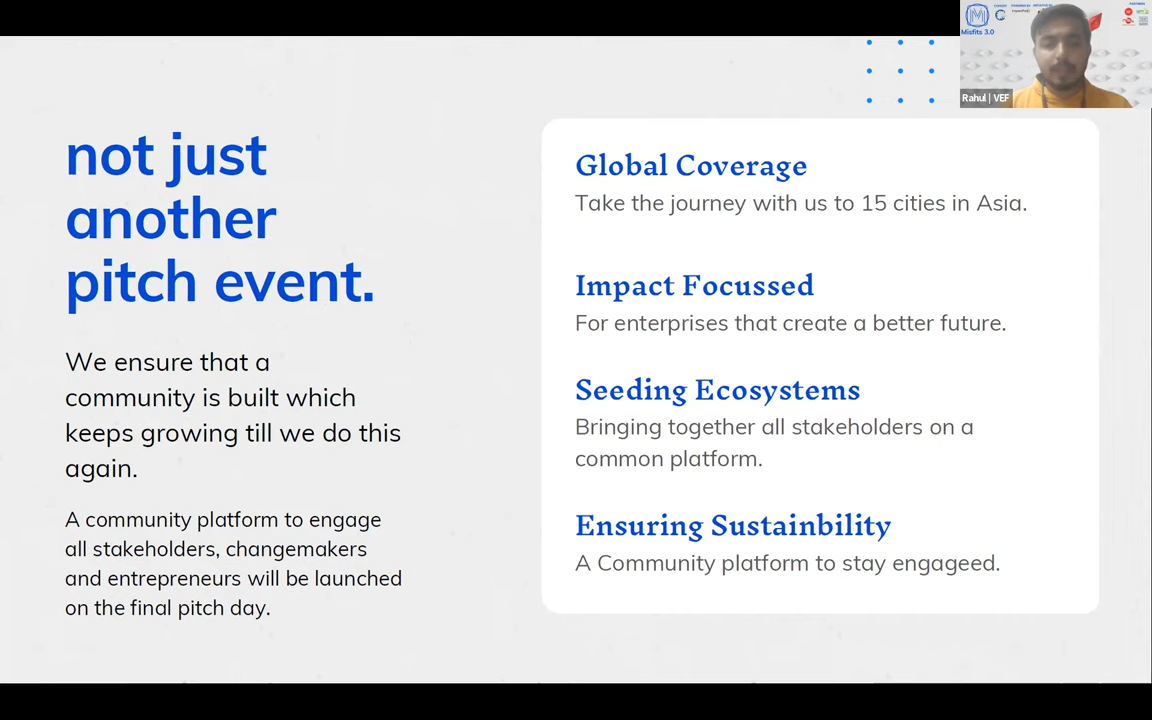 not just
another
pitch event.
We ensure that a
community is built which
keeps growing till we do this
again.
A community platform to engage
all stakeholders, changemakers
and entrepreneurs will be launched
on the final pitch day.
Global Coverage
Take the journey with us to 15 cities in Asia.
Impact Focussed
For enterprises that create a better future.
Seeding Ecosystems
Bringing together all stakeholders on a
common platform.
Ensuring Sustainbility
A Community platform to stay engageed.
Misfits 3.0
Rahul | VEF